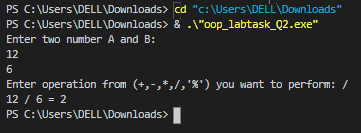 PS C:\Users\DELL\Downloads> cd "c:\Users\DELL\Downloads"
PS C:\Users\DELL\Downloads> & .\"oop_labtask_Q2.exe"
Enter two number A and B:
12
6
Enter operation from (+,-,*,/,'%') you want to perform: /
12 / 6 = 2
PS C:\Users\DELL\Downloads>